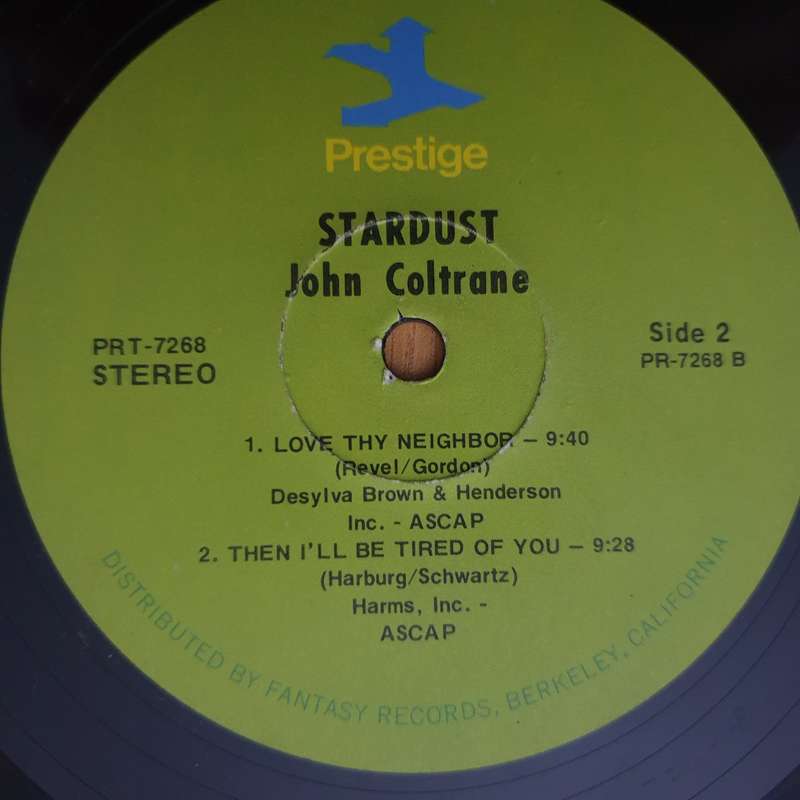 Prestige
STARDUST
John Coltrane
PRT-7268
STEREO
Side 2
PR-7268 B
1. LOVE THY NEIGHBOR – 9:40
(Revel/Gordon)
Desylva Brown & Henderson
Inc. - ASCAP
2. THEN I'LL BE TIRED OF YOU – 9:28
(Harburg/Schwartz)
Harms, Inc. -
ASCAP
DISTRIBUTED BY FANTASY RECORDS, BERKELEY, CALIFORNIA